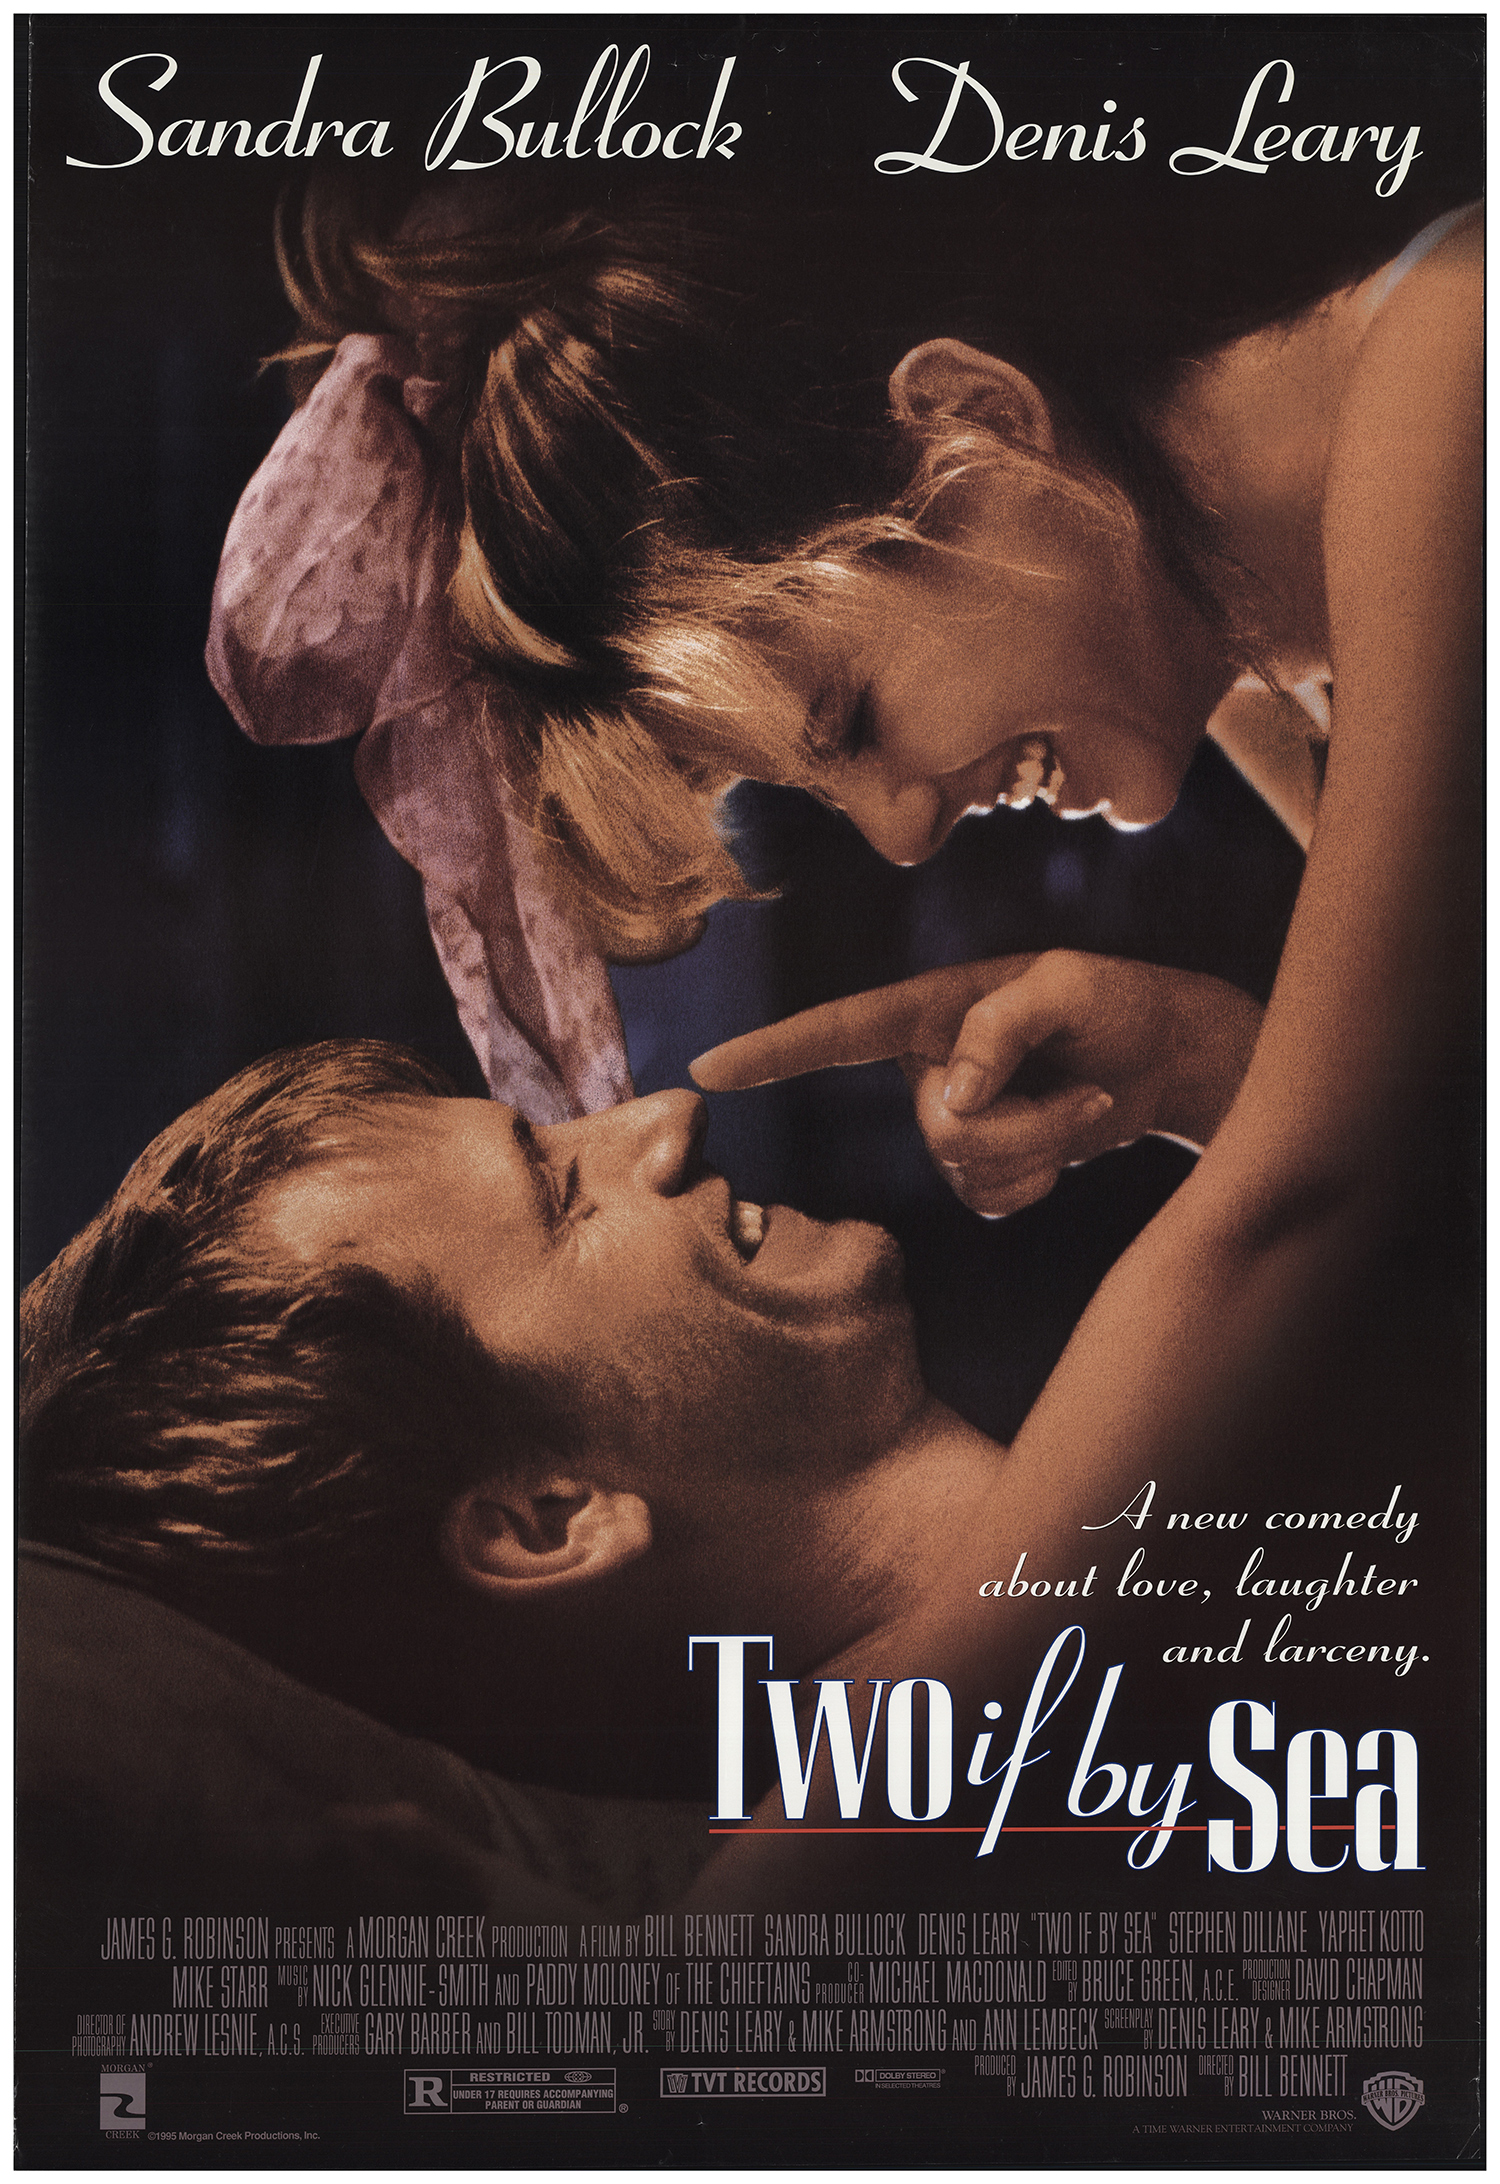 Sandra Bullock Denis Leary
A new comedy
about love, laughter
and larceny.
Two if by Sea
JAMES G. ROBINSON PRESENTS A MORGAN CREEK PRODUCTION A FILM BY BILL BENNETT SANDRA BULLOCK DENIS LEARY "TWO IF BY SEA" STEPHEN DILLANE YAPHET KOTTO
MIKE STARR MUSIC BY NICK GLENNIE-SMITH AND PADDY MOLONEY OF THE CHIEFTAINS CO-PRODUCER MICHAEL MACDONALD EDITED BY BRUCE GREEN, A.C.E. PRODUCTION DESIGNER DAVID CHAPMAN
DIRECTOR OF PHOTOGRAPHY ANDREW LESNIE, A.C.S. EXECUTIVE PRODUCERS GARY BARBER AND BILL TODMAN, JR. STORY BY DENIS LEARY & MIKE ARMSTRONG AND ANN LEMBECK SCREENPLAY BY DENIS LEARY & MIKE ARMSTRONG
PRODUCED BY JAMES G. ROBINSON DIRECTED BY BILL BENNETT
MORGAN ®
CREEK
©1995 Morgan Creek Productions, Inc.
R RESTRICTED
UNDER 17 REQUIRES ACCOMPANYING
PARENT OR GUARDIAN ®
TVT RECORDS
DOLBY STEREO ®
IN SELECTED THEATRES
WARNER BROS. PICTURES
WB
WARNER BROS.
A TIME WARNER ENTERTAINMENT COMPANY